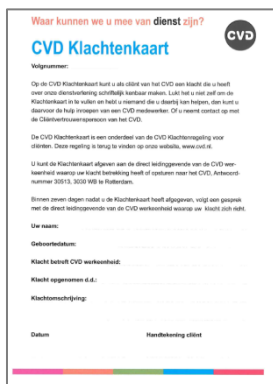 Waar kunnen we u mee van dienst zijn?
CVD
CVD Klachtenkaart
Volgnummer:
Op de CVD Klachtenkaart kunt u als cliënt van het CVD een klacht die u heeft
over onze dienstverlening schriftelijk kenbaar maken. Lukt het u niet zelf om de
Klachtenkaart in te vullen en hebt u niemand die u daarbij kan helpen, dan kunt u
daarvoor de hulp inroepen van een CVD medewerker. Of u neemt contact op met
de Cliëntvertrouwenspersoon van het CVD.
De CVD Klachtenkaart is een onderdeel van de CVD Klachtenregeling voor
cliënten. Deze regeling is terug te vinden op onze website, www.cvd.nl.
U kunt de Klachtenkaart afgeven aan de direct leidinggevende van de CVD wer-
keenheid waarop uw klacht betrekking heeft of opsturen naar het CVD, Antwoord-
nummer 30513, 3030 WB te Rotterdam.
Binnen zeven dagen nadat u de Klachtenkaart heeft afgegeven, volgt een gesprek
met de direct leidinggevende van de CVD werkeenheid waarop uw klacht zich richt.
Uw naam:
Geboortedatum:
Klacht betreft CVD werkeenheid:
Klacht opgenomen d.d.:
Klachtomschrijving:
Datum
Handtekening cliënt